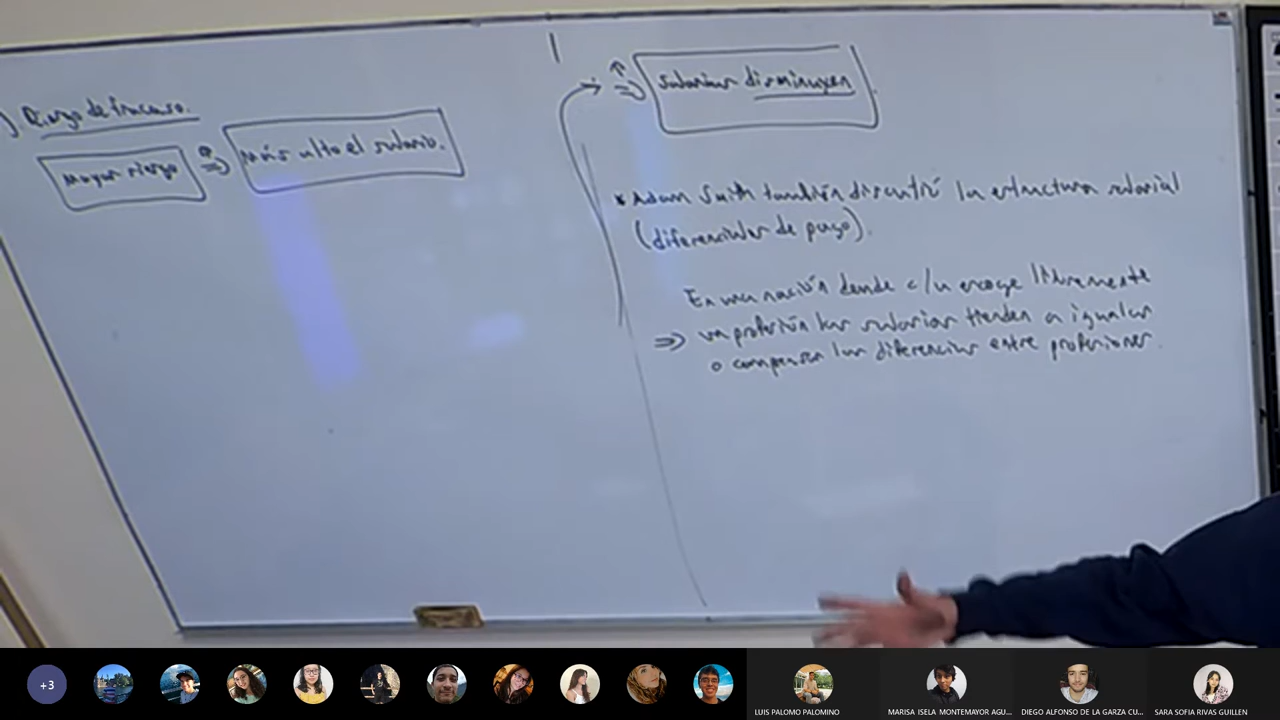 ) Riesgo de fracaso.
Mayor riesgo ⇒ Más alto el salario.
⇒ Salarios disminuyen
* Adam Smith también discutió la estructura salarial
(diferenciales de pago).
En una nación donde c/u escoge libremente
⇒ su profesión los salarios tienden a igualar
o compensar las diferencias entre profesiones.
+3
LUIS PALOMO PALOMINO
MARISA ISELA MONTEMAYOR AGU...
DIEGO ALFONSO DE LA GARZA CU...
SARA SOFIA RIVAS GUILLEN